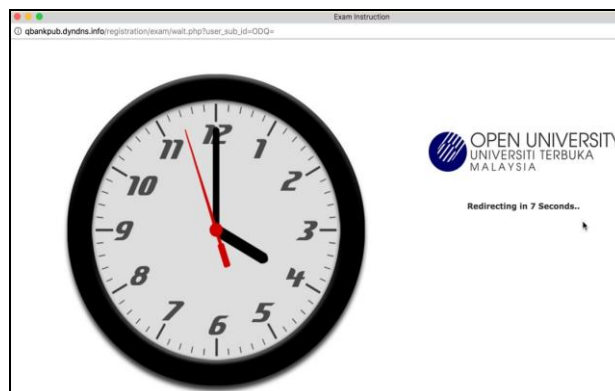 Exam Instruction
qbankpub.dyndns.info/registration/exam/wait.php?user_sub_id=ODQ=
12
11
1
10
2
9
3
8
4
7
5
6
OPEN UNIVERSITY
UNIVERSITI TERBUKA
MALAYSIA
Redirecting in 7 Seconds..